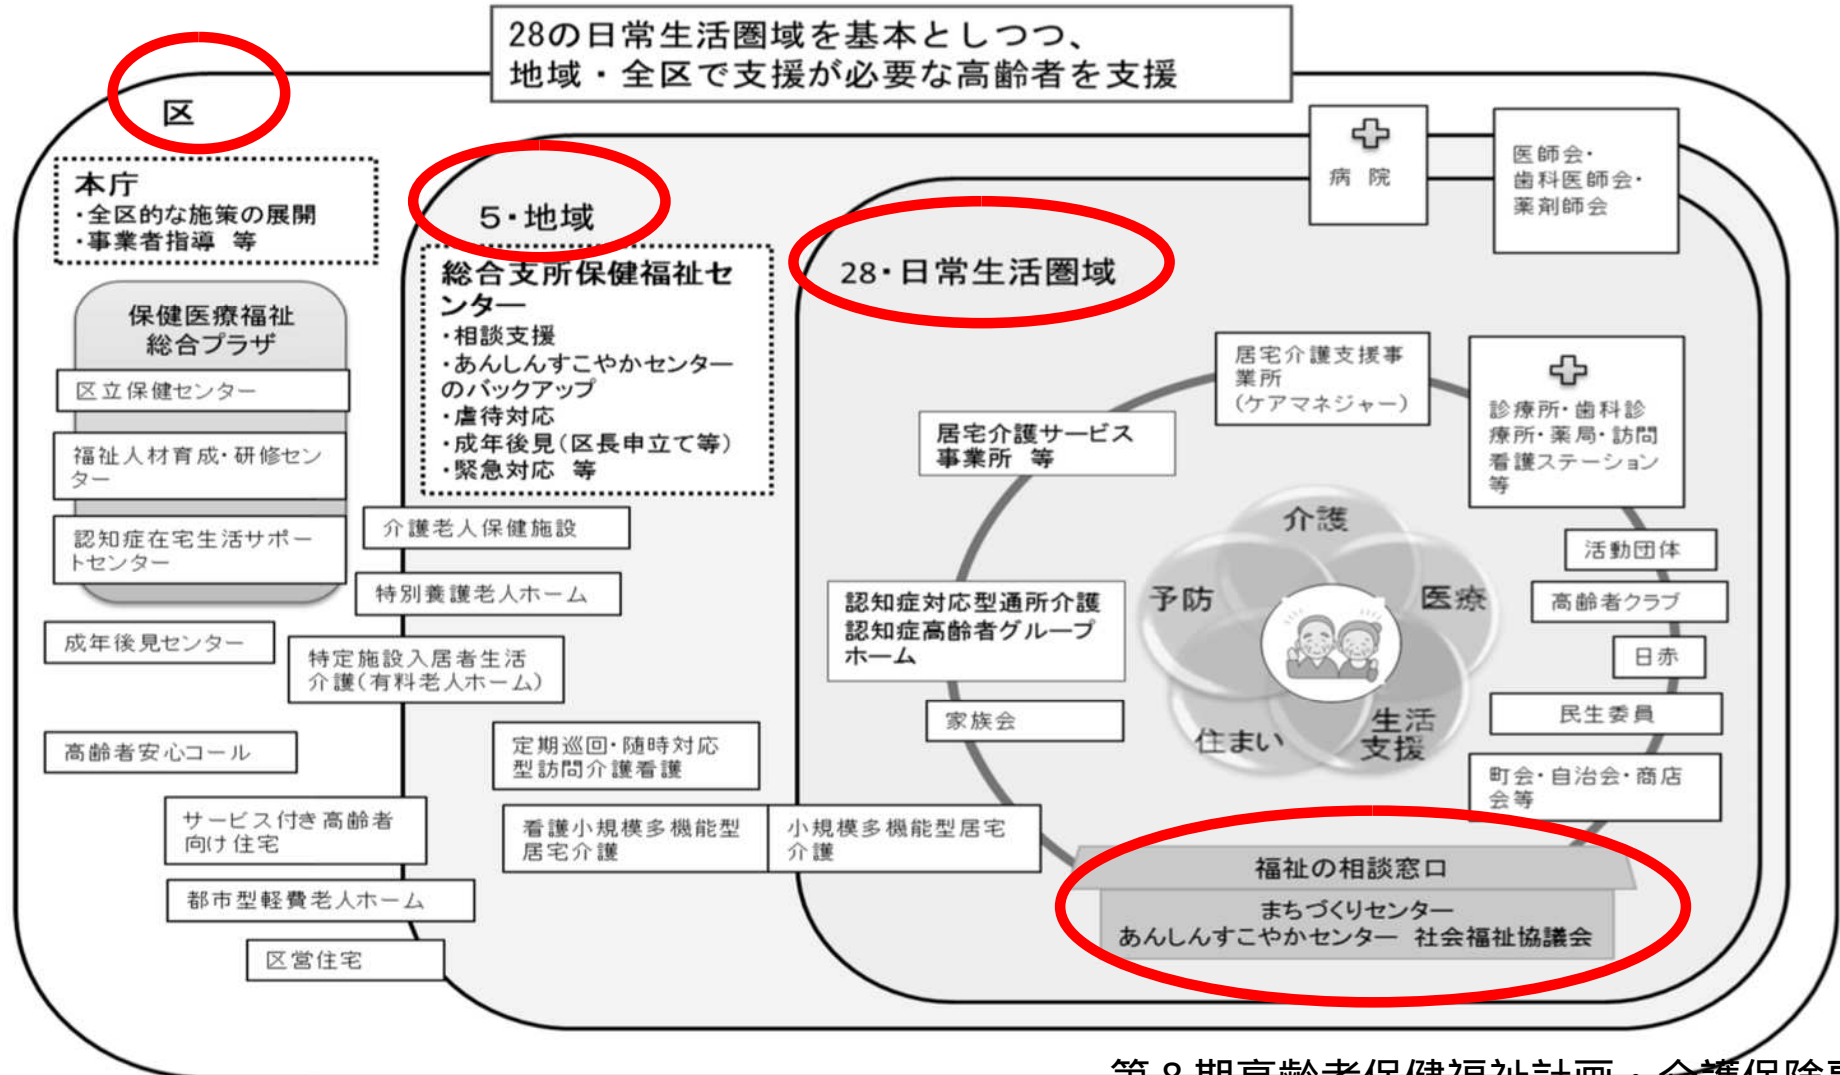 28の日常生活圏域を基本としつつ、
地域・全区で支援が必要な高齢者を支援
区
本庁
・全区的な施策の展開
・事業者指導 等
保健医療福祉
総合プラザ
区立保健センター
福祉人材育成・研修セン
ター
認知症在宅生活サポー
トセンター
成年後見センター
高齢者安心コール
5・地域
総合支所保健福祉セ
ンター
・相談支援
・あんしんすこやかセンター
のバックアップ
・虐待対応
・成年後見(区長申立て等)
・緊急対応 等
介護老人保健施設
特別養護老人ホーム
特定施設入居者生活
介護(有料老人ホーム)
定期巡回・随時対応
型訪問介護看護
サービス付き高齢者
向け住宅
看護小規模多機能型
居宅介護
小規模多機能型居宅
介護
都市型軽費老人ホーム
区営住宅
28・日常生活圏域
病 院
医師会・
歯科医師会・
薬剤師会
居宅介護支援事
業所
(ケアマネジャー)
診療所・歯科診
療所・薬局・訪問
看護ステーション
等
居宅介護サービス
事業所 等
認知症対応型通所介護
認知症高齢者グループ
ホーム
家族会
介護
予防
医療
住まい
生活
支援
活動団体
高齢者クラブ
日赤
民生委員
町会・自治会・商店
会等
福祉の相談窓口
まちづくりセンター
あんしんすこやかセンター 社会福祉協議会
第8期高齢者保健福祉計画・介護保険事